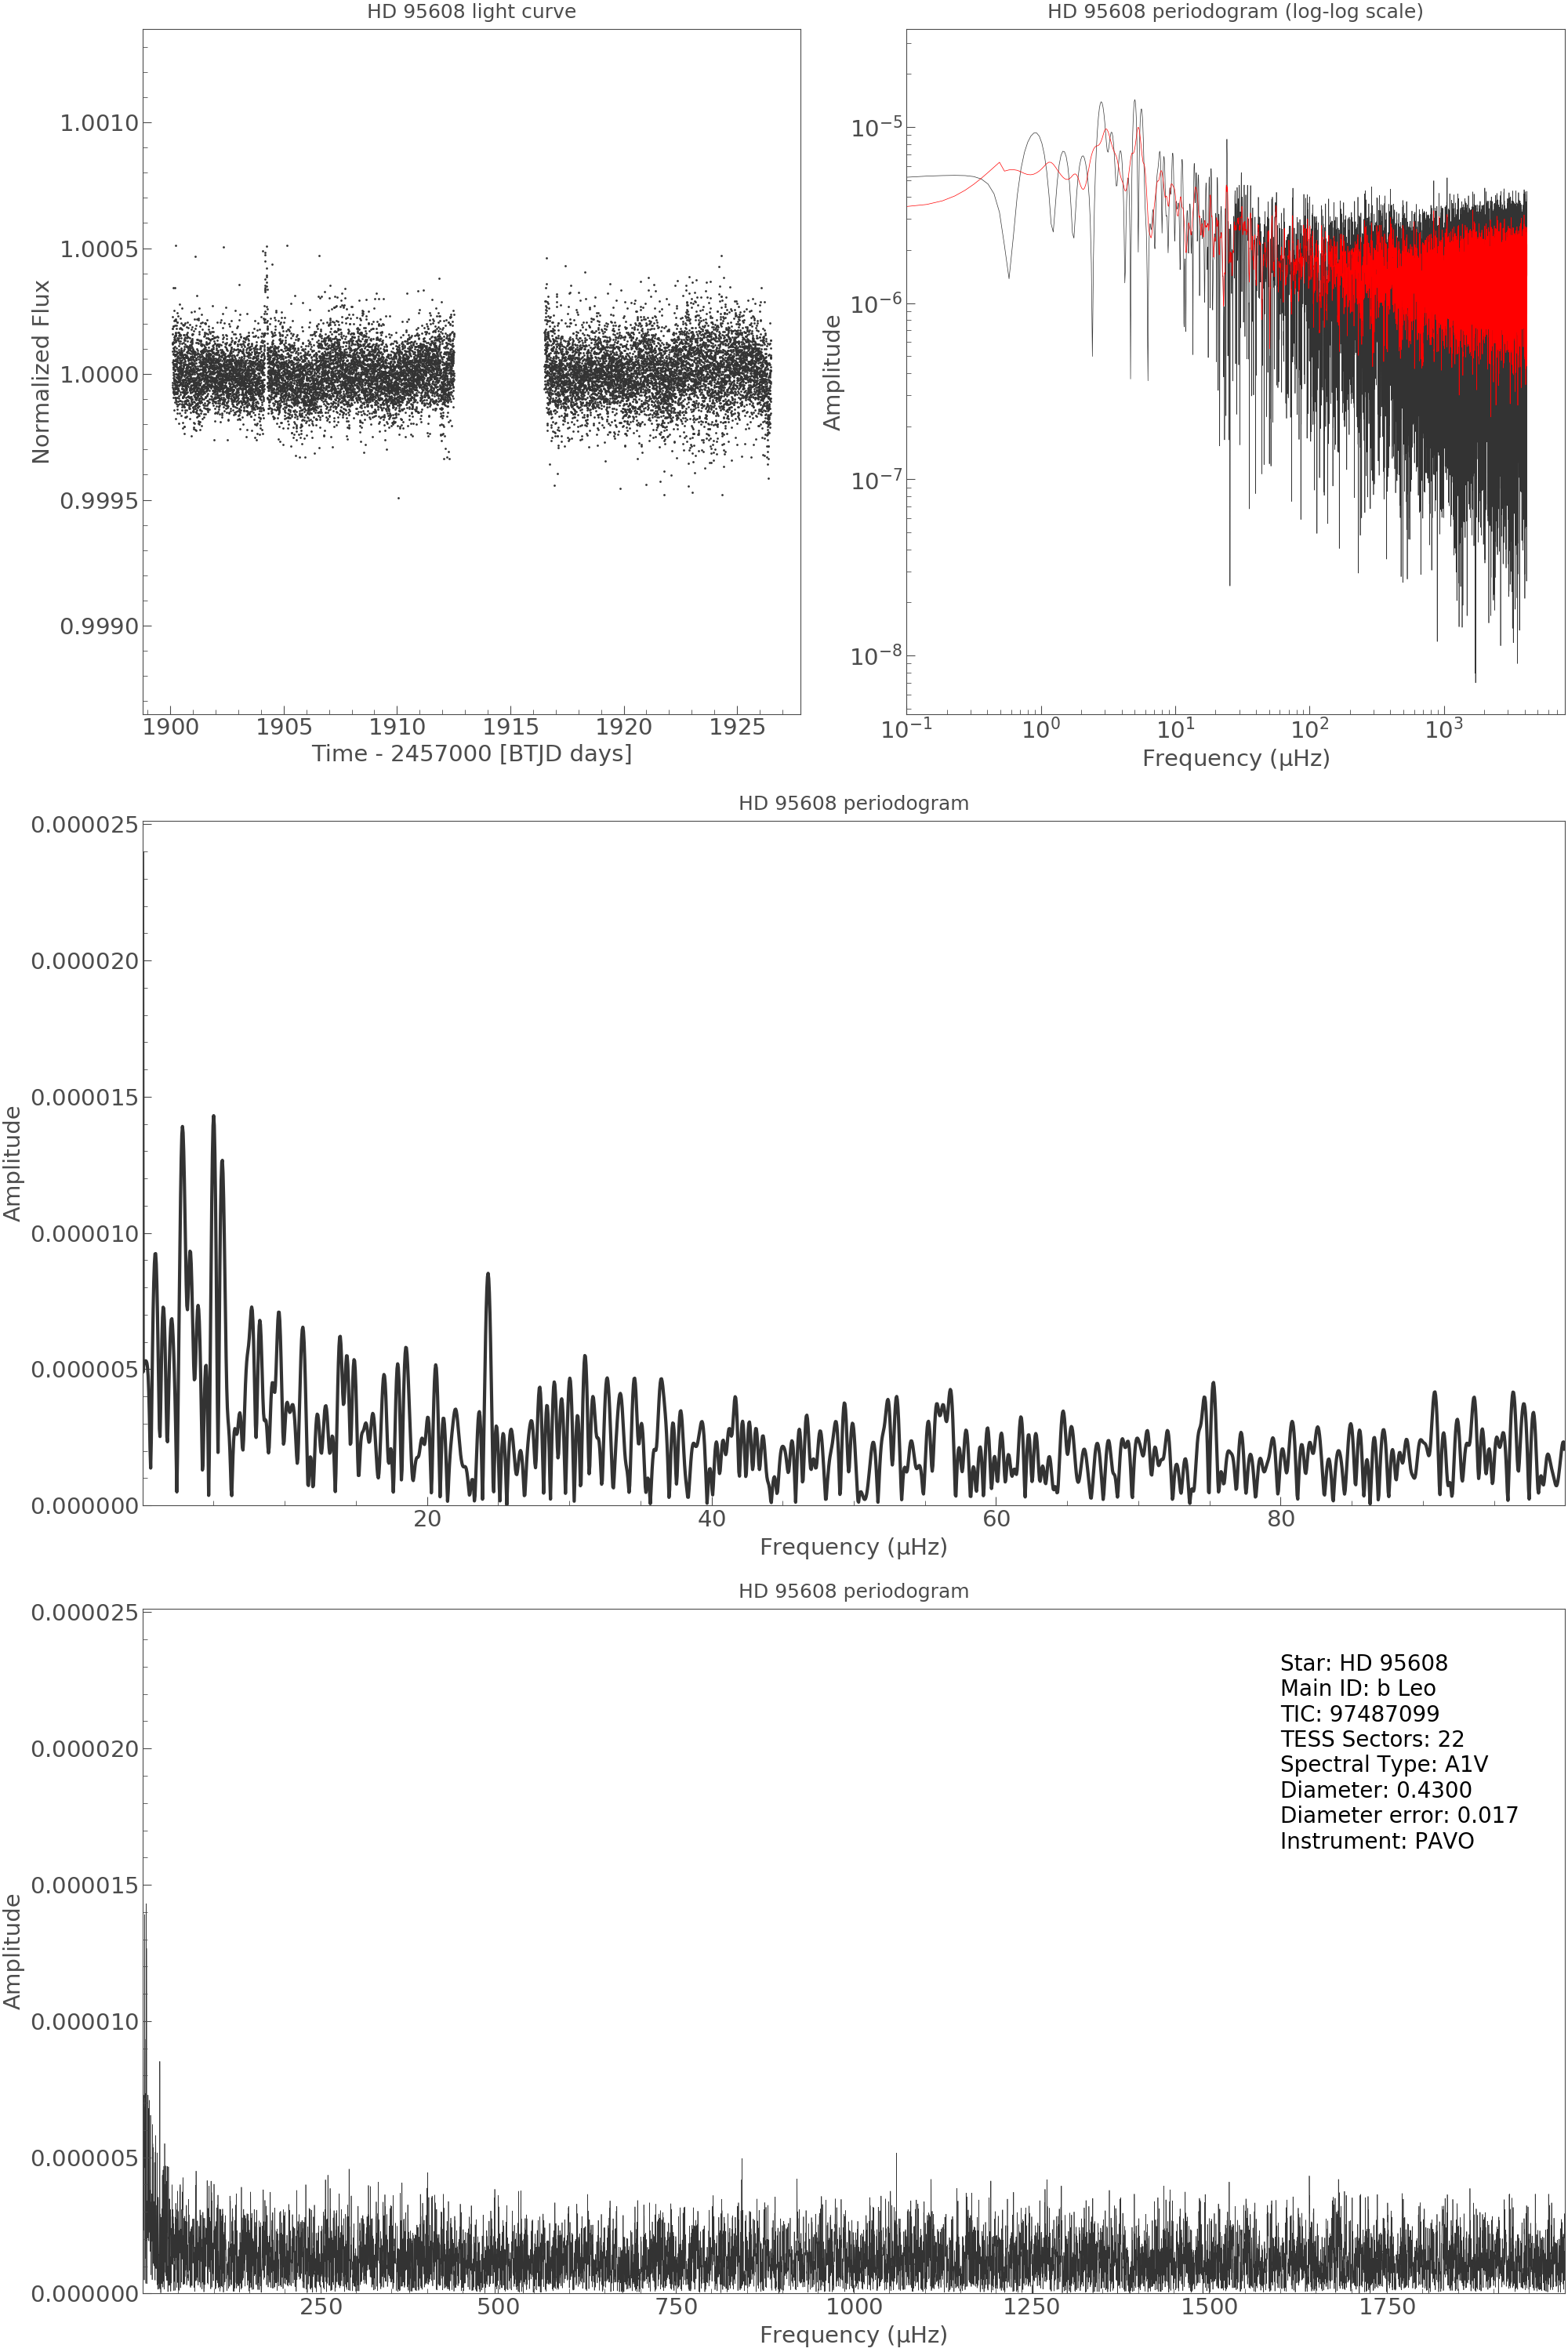 HD 95608 light curve
1.0010
1.0005
1.0000
0.9995
0.9990
Normalized Flux
1900 1905 1910 1915 1920 1925
Time - 2457000 [BTJD days]
HD 95608 periodogram (log-log scale)
10⁻⁵
10⁻⁶
10⁻⁷
10⁻⁸
Amplitude
10⁻¹ 10⁰ 10¹ 10² 10³
Frequency (μHz)
HD 95608 periodogram
0.000025
0.000020
0.000015
0.000010
0.000005
0.000000
Amplitude
20 40 60 80
Frequency (μHz)
HD 95608 periodogram
0.000025
0.000020
0.000015
0.000010
0.000005
0.000000
Amplitude
Star: HD 95608
Main ID: b Leo
TIC: 97487099
TESS Sectors: 22
Spectral Type: A1V
Diameter: 0.4300
Diameter error: 0.017
Instrument: PAVO
250 500 750 1000 1250 1500 1750
Frequency (μHz)